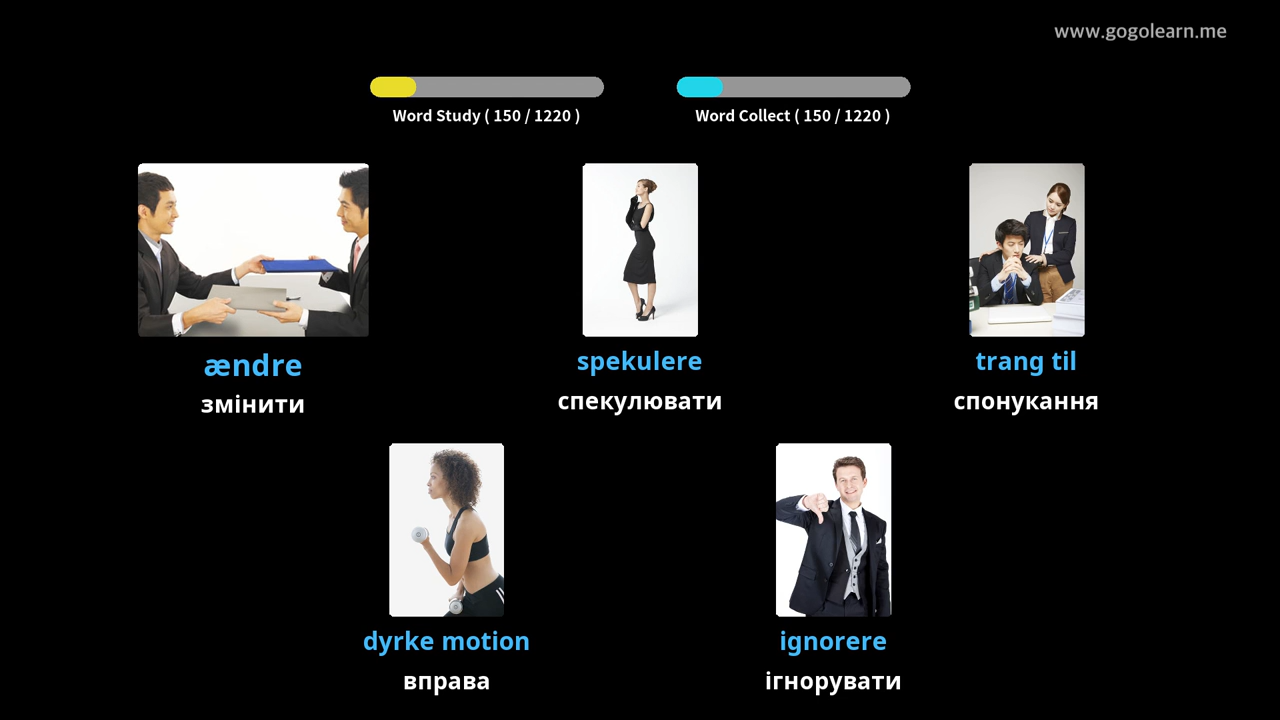 www.gogolearn.me
Word Study ( 150 / 1220 )
Word Collect ( 150 / 1220 )
ændre
змінити
spekulere
спекулювати
trang til
спонукання
dyrke motion
вправа
ignorere
ігнорувати